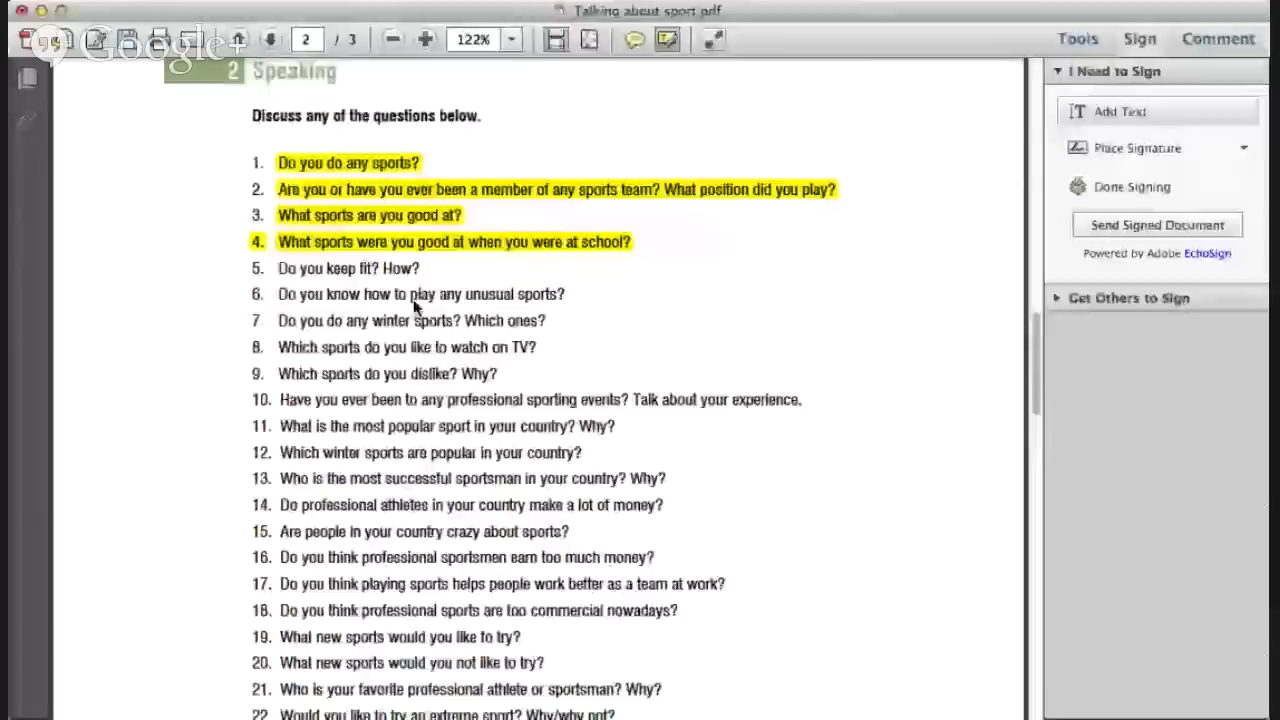 Talking about sport.pdf
Google+
2 / 3
122%
Tools Sign Comment
2 Speaking
Discuss any of the questions below.
1. Do you do any sports?
2. Are you or have you ever been a member of any sports team? What position did you play?
3. What sports are you good at?
4. What sports were you good at when you were at school?
5. Do you keep fit? How?
6. Do you know how to play any unusual sports?
7 Do you do any winter sports? Which ones?
8. Which sports do you like to watch on TV?
9. Which sports do you dislike? Why?
10. Have you ever been to any professional sporting events? Talk about your experience.
11. What is the most popular sport in your country? Why?
12. Which winter sports are popular in your country?
13. Who is the most successful sportsman in your country? Why?
14. Do professional athletes in your country make a lot of money?
15. Are people in your country crazy about sports?
16. Do you think professional sportsmen earn too much money?
17. Do you think playing sports helps people work better as a team at work?
18. Do you think professional sports are too commercial nowadays?
19. What new sports would you like to try?
20. What new sports would you not like to try?
21. Who is your favorite professional athlete or sportsman? Why?
22 Would you like to try an extreme sport? Why/why not?
I Need to Sign
Add Text
Place Signature
Done Signing
Send Signed Document
Powered by Adobe EchoSign
Get Others to Sign